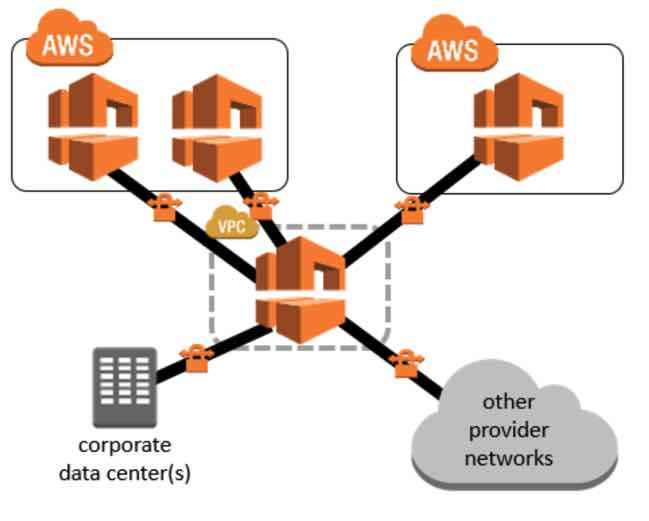 AWS
AWS
VPC
corporate
data center(s)
other
provider
networks